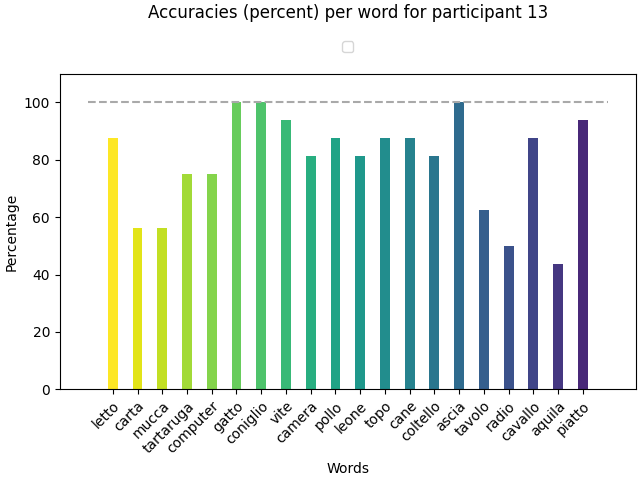 Accuracies (percent) per word for participant 13
Percentage
100
80
60
40
20
0
letto
carta
mucca
tartaruga
computer
gatto
coniglio
vite
camera
pollo
leone
topo
cane
coltello
ascia
tavolo
radio
cavallo
aquila
piatto
Words